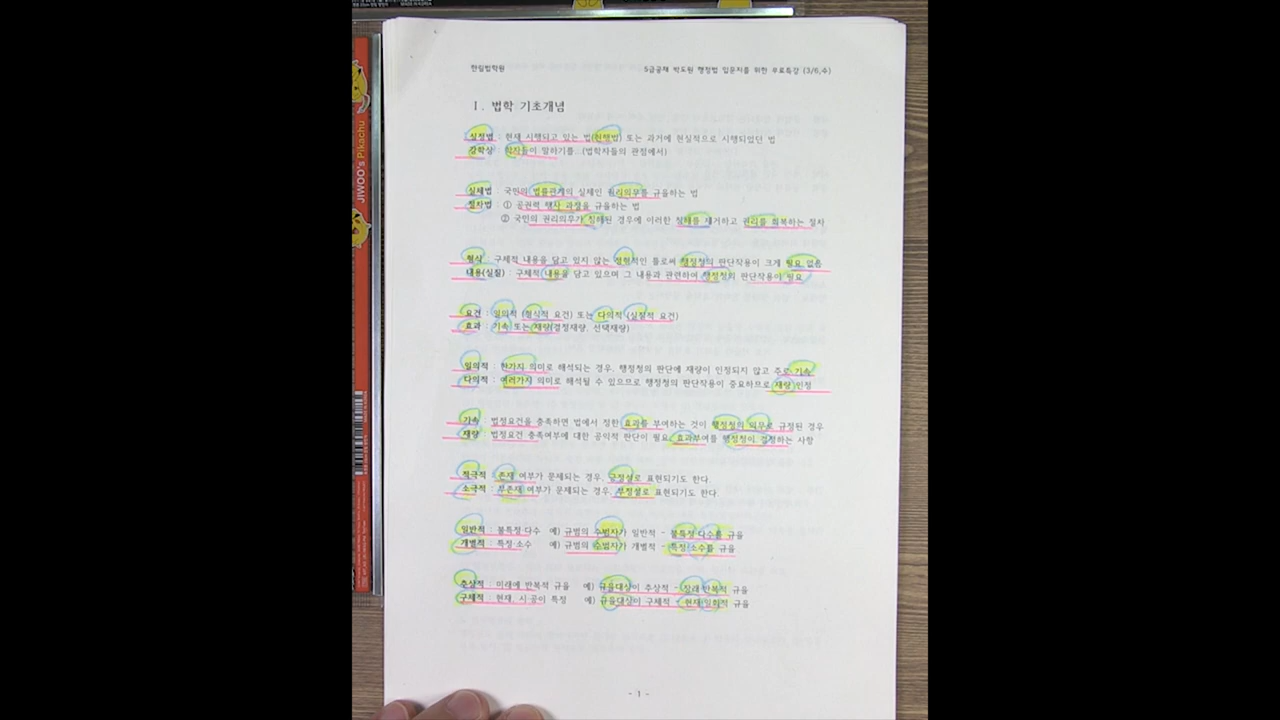 MADE IN KOREA
JIWOO's Pikachu
한림법학원
5급공채 박도원 행정법 입문자를 위한 무료특강 (3/6,수)
Ⅰ. 법학 기초개념
실정법 : 현재 시행되고 있는 법(현행법) 또는 과거에 현실적으로 시행되었던 법
강학상 : 학자들이 말하기를 (법학자들의 관점에서)
실체법 : 국민의 법률관계의 실체인 권리의무를 규율하는 법
절차법 : ① 공권력 행사 과정을 규율하는 법
② 국민의 권리의무가 침해된 경우에 이러한 침해를 제거하고 권리를 회복하는 절차
형식 : 구체적 내용을 담고 있지 않는 정형적인 틀로써 행정청의 판단작용이 크게 필요 없음
내용(실질) : 구체적 내용을 담고 있으며 그 내용과 관련하여 행정청의 판단작용이 필요
요건 : 일의적 (형식적 요건) 또는 다의적 (실질적 요건)
효과 : 기속 또는 재량(결정재량, 선택재량)
일의적 : 한가지 의미로 해석되는 경우, 행정청의 판단에 재량이 인정되지 않고 주로 기속
다의적 : 여러가지 의미로 해석될 수 있으므로 행정청의 판단작용이 중요하므로 재량 인정
기속 : 법정요건을 충족하면 법에서 정한 효과를 부여하는 것이 행정청의 의무로 규정된 경우
재량 : 법정요건 충족여부에 대한 공익적 판단이 필요, 효과부여를 행정청이 결정하는 사항
적극적 : 존재 여부가 문제되는 경우, 긍정설로 표현되기도 한다.
소극적 : 부존재 여부가 문제되는 경우, 부정설로 표현되기도 한다.
일반적 : 불특정 다수 예) 규범의 수범자가 일반적 - 불특정 다수를 규율
개별적 : 특정 소수 예) 규범의 수범자가 개별적 - 특정 소수를 규율
추상적 : 미래에 반복적 규율 예) 규율대상이 추상적 - 장래 반복적 규율
구체적 : 현재, 시·공이 특정 예) 규율대상이 구체적 - 현재 일회적 규율
- 1 -